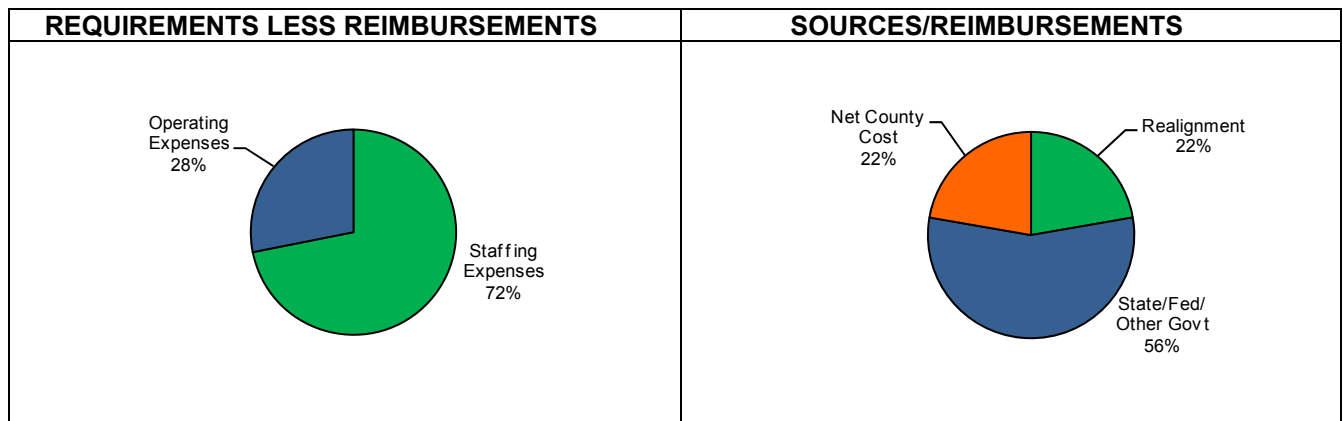 REQUIREMENTS LESS REIMBURSEMENTS
Operating
Expenses
28%
Staffing
Expenses
72%
SOURCES/REIMBURSEMENTS
Net County
Cost
22%
Realignment
22%
State/Fed/
Other Govt
56%